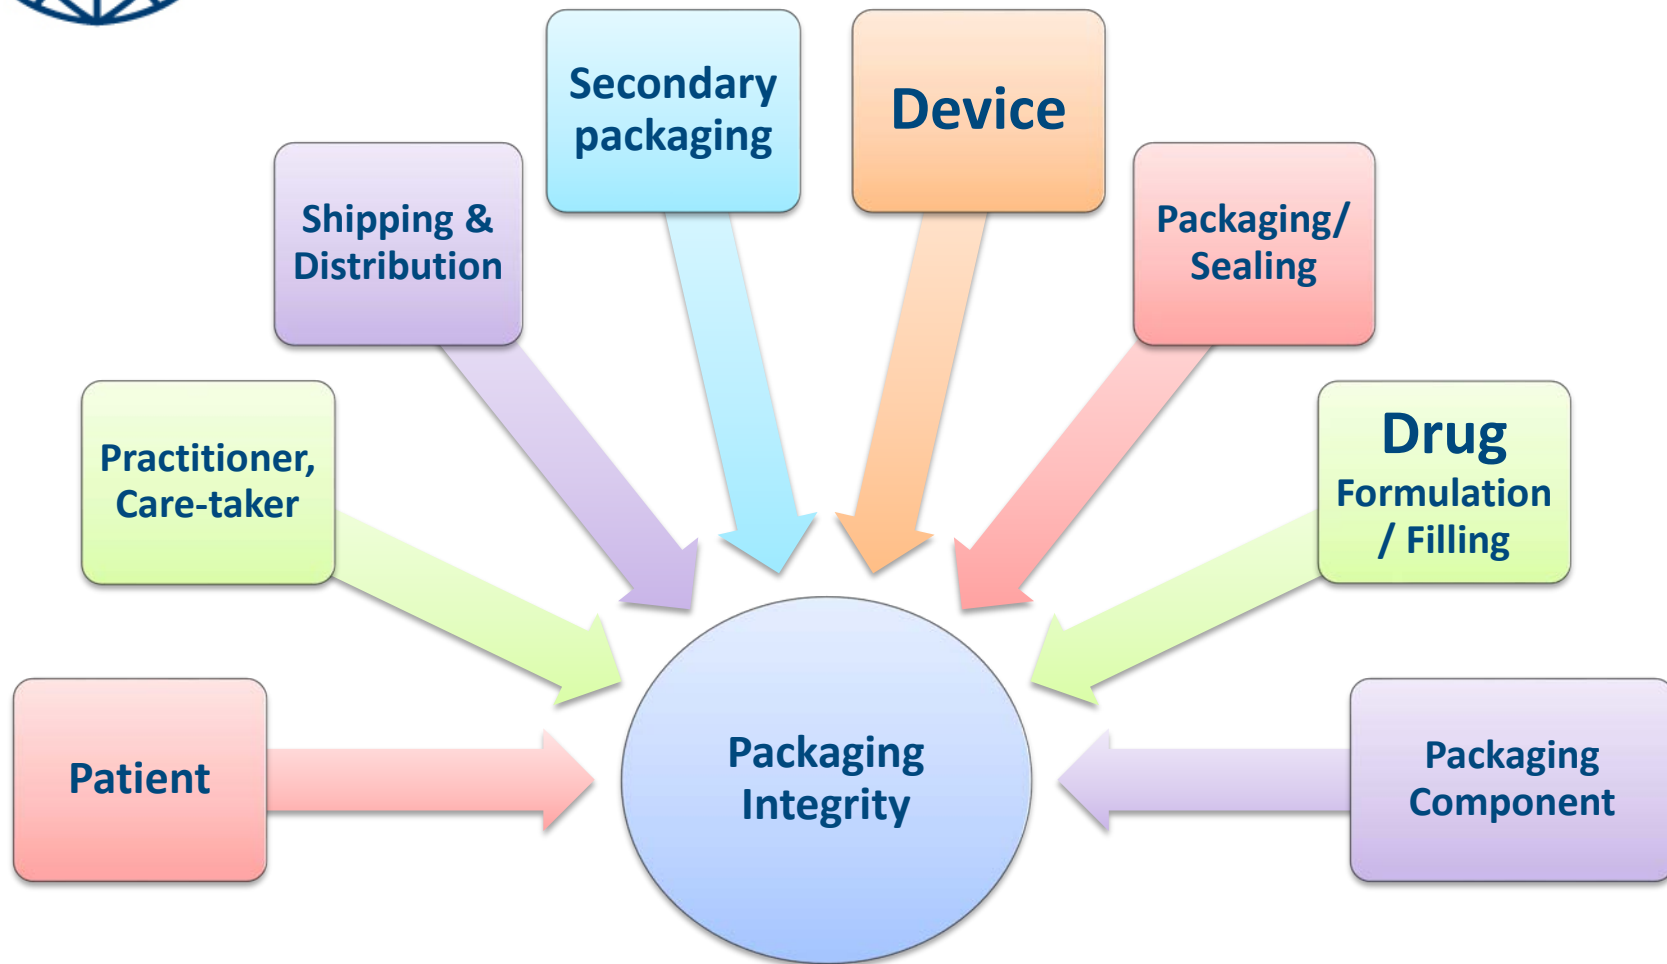 Secondary
packaging
Device
Shipping &
Distribution
Packaging/
Sealing
Practitioner,
Care-taker
Drug
Formulation
/ Filling
Patient
Packaging
Integrity
Packaging
Component